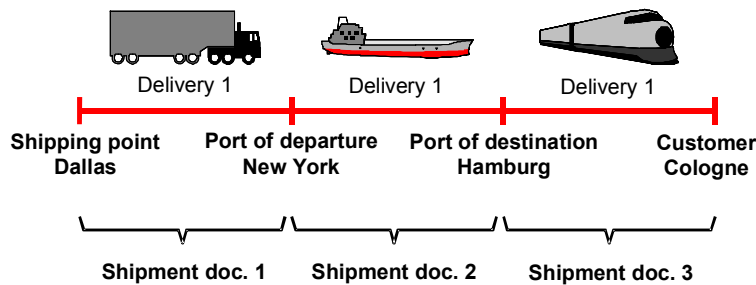 Delivery 1
Delivery 1
Delivery 1
Shipping point
Dallas
Port of departure
New York
Port of destination
Hamburg
Customer
Cologne
Shipment doc. 1
Shipment doc. 2
Shipment doc. 3